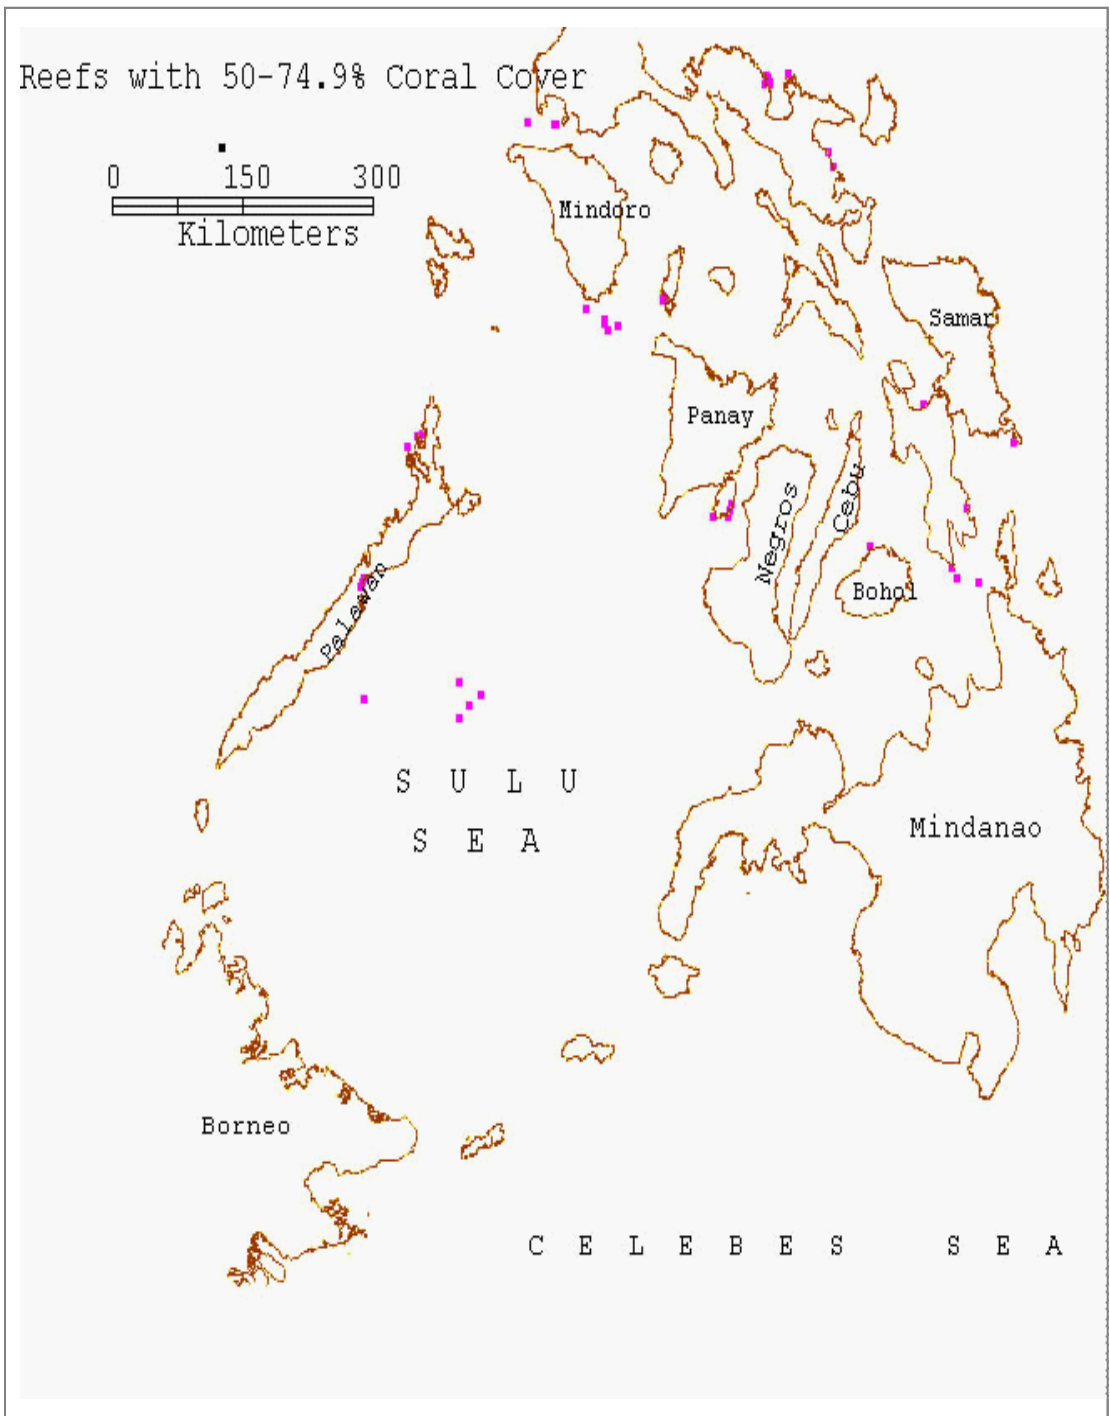 Reefs with 50-74.9% Coral Cover
0 150 300
Kilometers
Mindoro
Samar
Panay
Negros
Cebu
Palawan
Bohol
S U L U
S E A
Mindanao
Borneo
C E L E B E S S E A